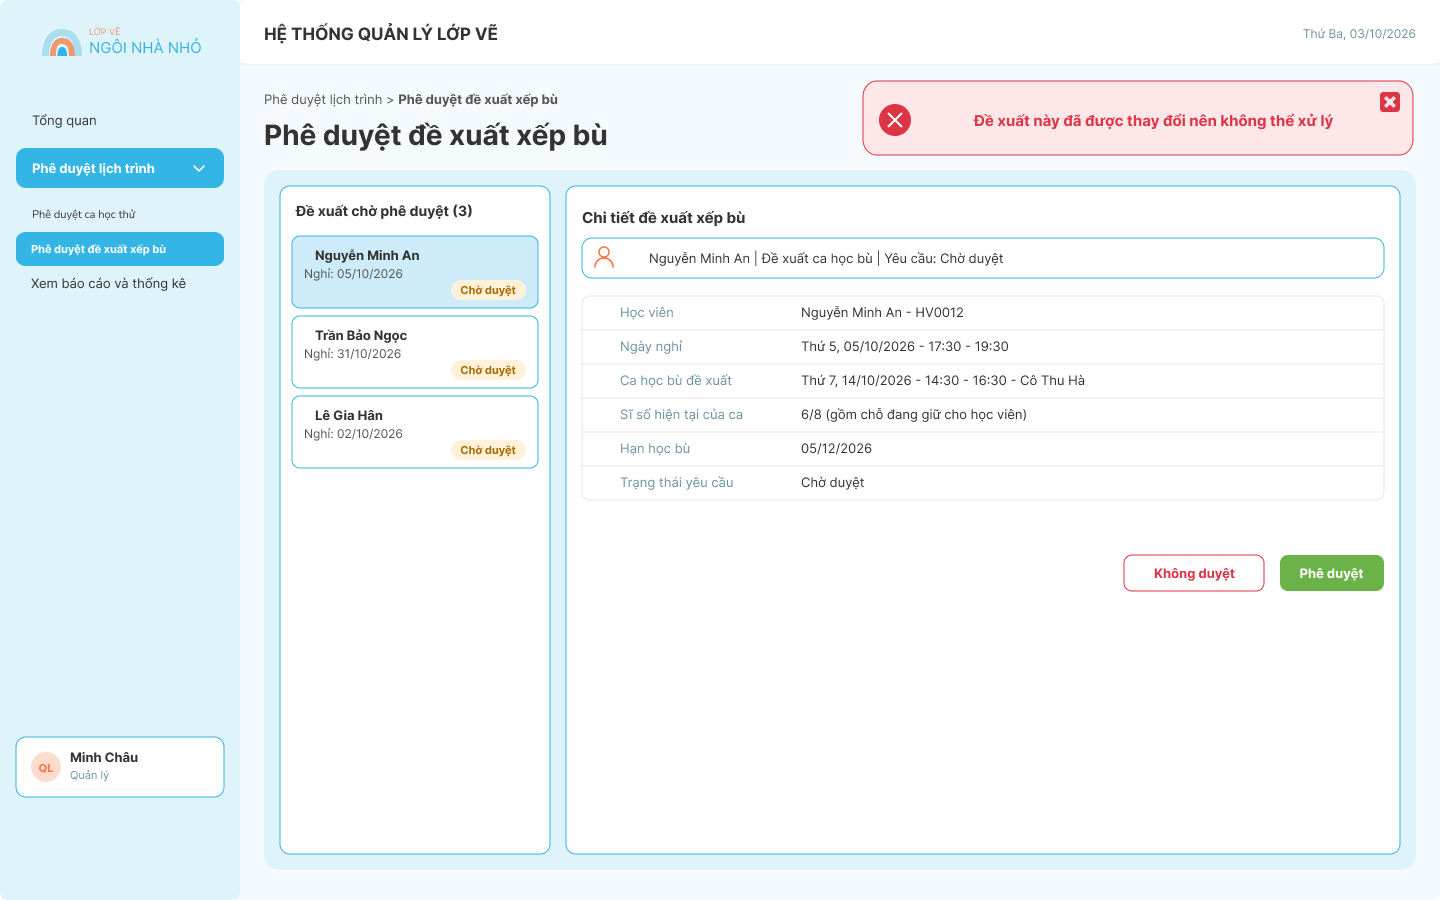 LỚP VẼ
NGÔI NHÀ NHỎ
HỆ THỐNG QUẢN LÝ LỚP VẼ
Thứ Ba, 03/10/2026
Tổng quan
Phê duyệt lịch trình
Phê duyệt ca học thử
Phê duyệt đề xuất xếp bù
Xem báo cáo và thống kê
QL
Minh Châu
Quản lý
Phê duyệt lịch trình > Phê duyệt đề xuất xếp bù
Phê duyệt đề xuất xếp bù
Đề xuất này đã được thay đổi nên không thể xử lý
Đề xuất chờ phê duyệt (3)
Nguyễn Minh An
Nghỉ: 05/10/2026
Chờ duyệt
Trần Bảo Ngọc
Nghỉ: 31/10/2026
Chờ duyệt
Lê Gia Hân
Nghỉ: 02/10/2026
Chờ duyệt
Chi tiết đề xuất xếp bù
Nguyễn Minh An | Đề xuất ca học bù | Yêu cầu: Chờ duyệt
Học viên Nguyễn Minh An - HV0012
Ngày nghỉ Thứ 5, 05/10/2026 - 17:30 - 19:30
Ca học bù đề xuất Thứ 7, 14/10/2026 - 14:30 - 16:30 - Cô Thu Hà
Sĩ số hiện tại của ca 6/8 (gồm chỗ đang giữ cho học viên)
Hạn học bù 05/12/2026
Trạng thái yêu cầu Chờ duyệt
Không duyệt
Phê duyệt